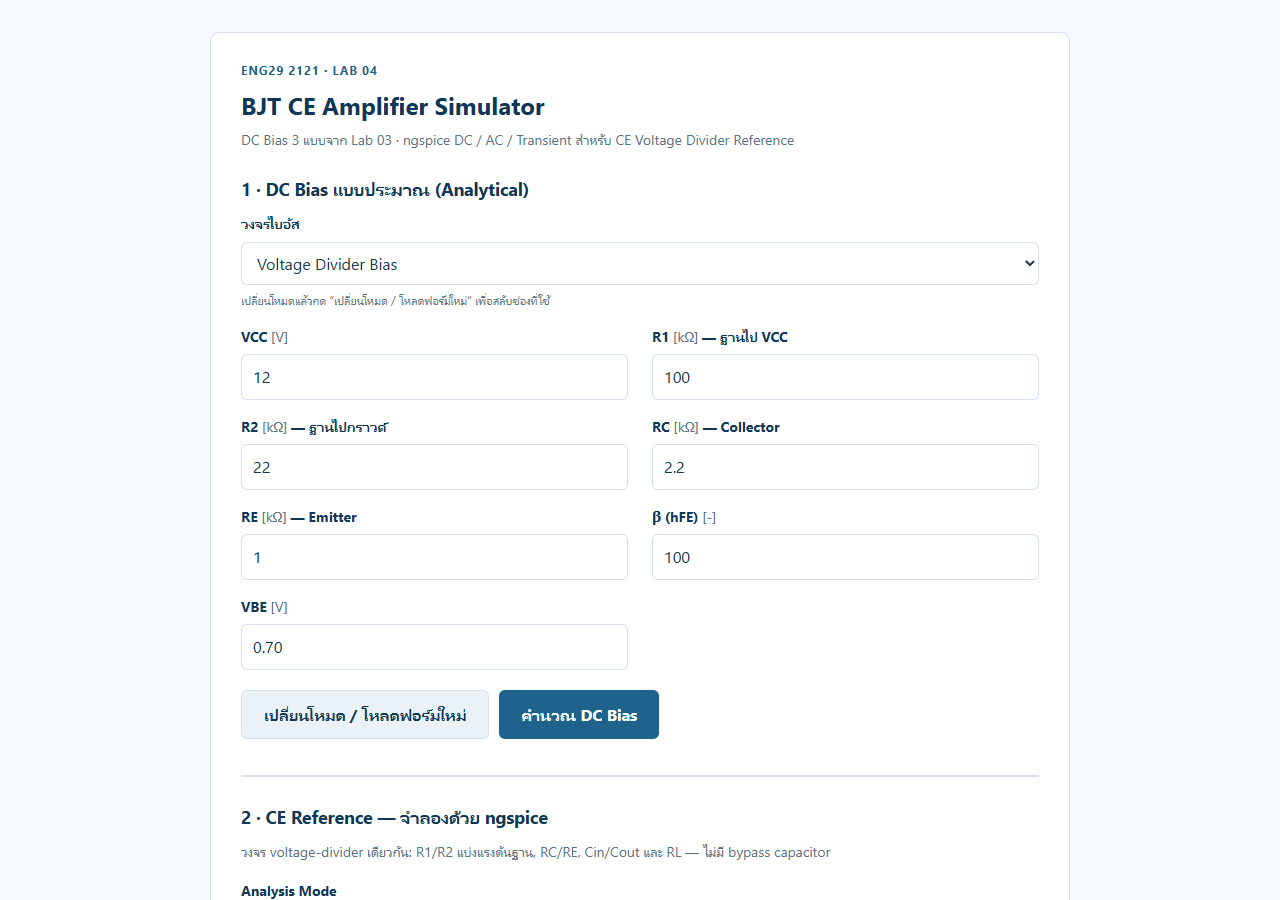 ENG29 2121 · LAB 04
BJT CE Amplifier Simulator
DC Bias 3 แบบจาก Lab 03 · ngspice DC / AC / Transient สำหรับ CE Voltage Divider Reference
1 · DC Bias แบบประมาณ (Analytical)
วงจรไบอัส
Voltage Divider Bias
เปลี่ยนโหมดแล้วกด "เปลี่ยนโหมด / โหลดฟอร์มใหม่" เพื่อสลับช่องที่ใช้
VCC [V]
R1 [kΩ] — ฐานไป VCC
12
100
R2 [kΩ] — ฐานไปกราวด์
RC [kΩ] — Collector
22
2.2
RE [kΩ] — Emitter
β (hFE) [-]
1
100
VBE [V]
0.70
เปลี่ยนโหมด / โหลดฟอร์มใหม่
คำนวณ DC Bias
2 · CE Reference — จำลองด้วย ngspice
วงจร voltage-divider เดียวกัน: R1/R2 แบ่งแรงดันฐาน, RC/RE, Cin/Cout และ RL — ไม่มี bypass capacitor
Analysis Mode